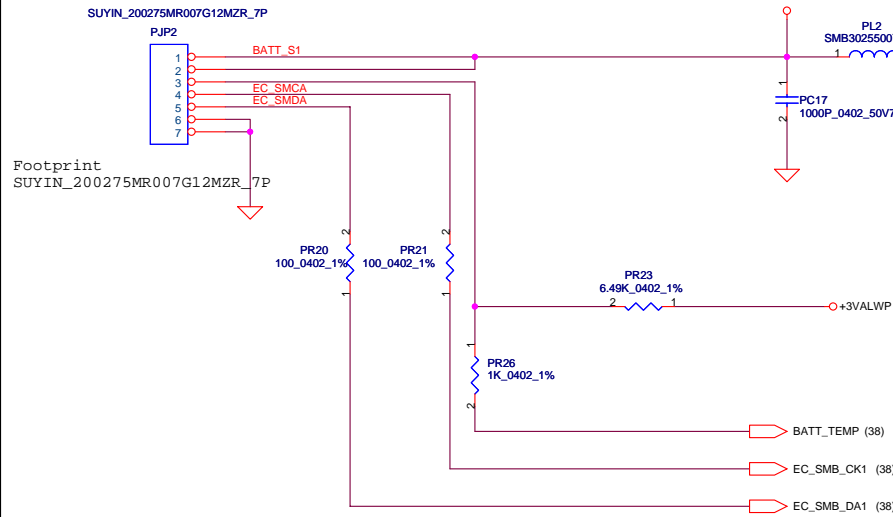 SUYIN_200275MR007G12MZR_7P
PJP2
1
2
3
4
5
6
7
BATT_S1
EC_SMCA
EC_SMDA
Footprint
SUYIN_200275MR007G12MZR_7P
PL2
SMB30255007
1
1
PC17
1000P_0402_50V7
2
2
PR20
100_0402_1%
1
2
PR21
100_0402_1%
1
PR23
6.49K_0402_1%
2
1
+3VALWP
1
PR26
1K_0402_1%
2
BATT_TEMP (38)
EC_SMB_CK1 (38)
EC_SMB_DA1 (38)